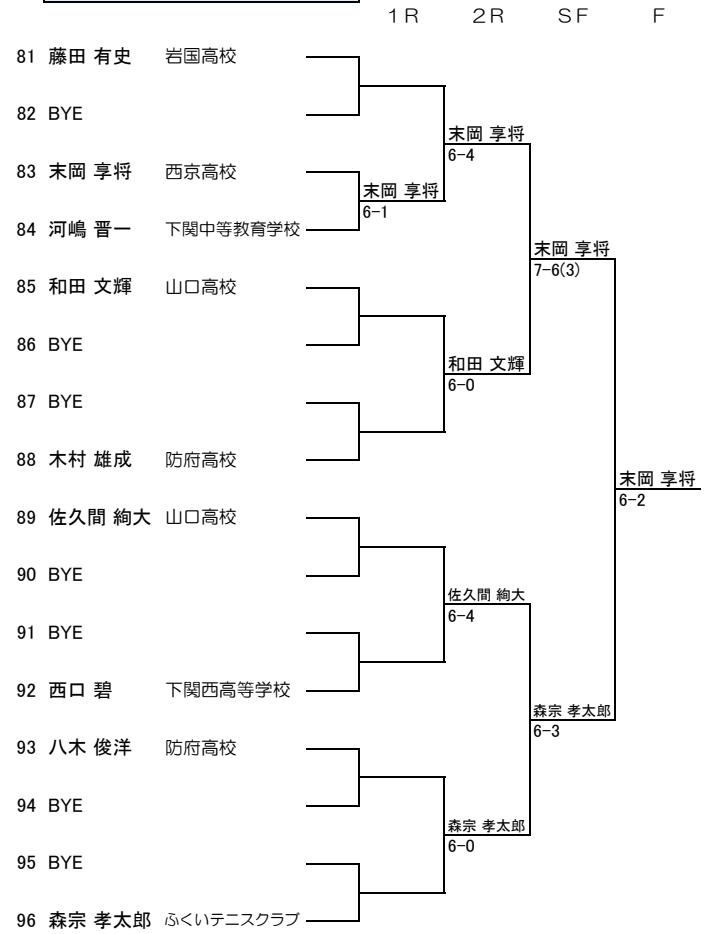 １Ｒ ２Ｒ ＳＦ Ｆ
81 藤田 有史 岩国高校
82 BYE
末岡 享将
6-4
83 末岡 享将 西京高校
末岡 享将
6-1
84 河嶋 晋一 下関中等教育学校
末岡 享将
7-6(3)
85 和田 文輝 山口高校
86 BYE
和田 文輝
6-0
87 BYE
88 木村 雄成 防府高校
末岡 享将
6-2
89 佐久間 絢大 山口高校
90 BYE
佐久間 絢大
6-4
91 BYE
92 西口 碧 下関西高等学校
森宗 孝太郎
6-3
93 八木 俊洋 防府高校
94 BYE
森宗 孝太郎
6-0
95 BYE
96 森宗 孝太郎 ふくいテニスクラブ